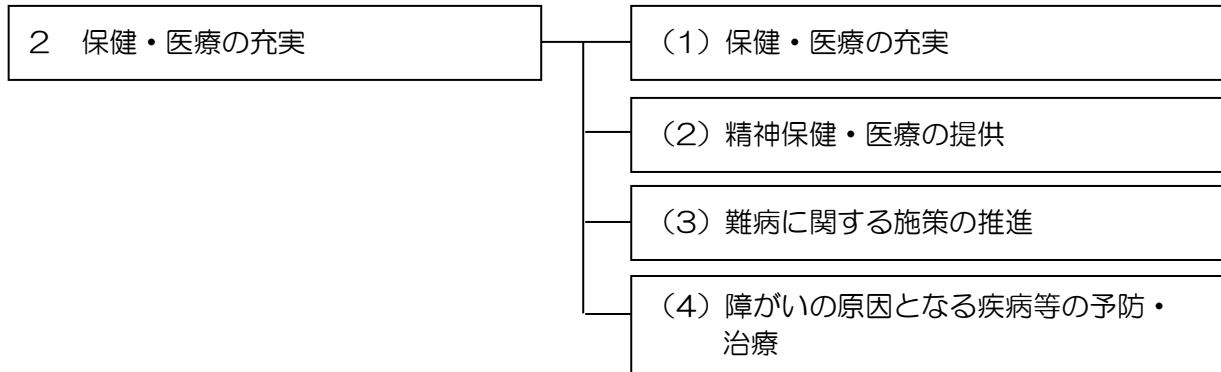 ２　保健・医療の充実
（１）保健・医療の充実
（２）精神保健・医療の提供
（３）難病に関する施策の推進
（４）障がいの原因となる疾病等の予防・
治療